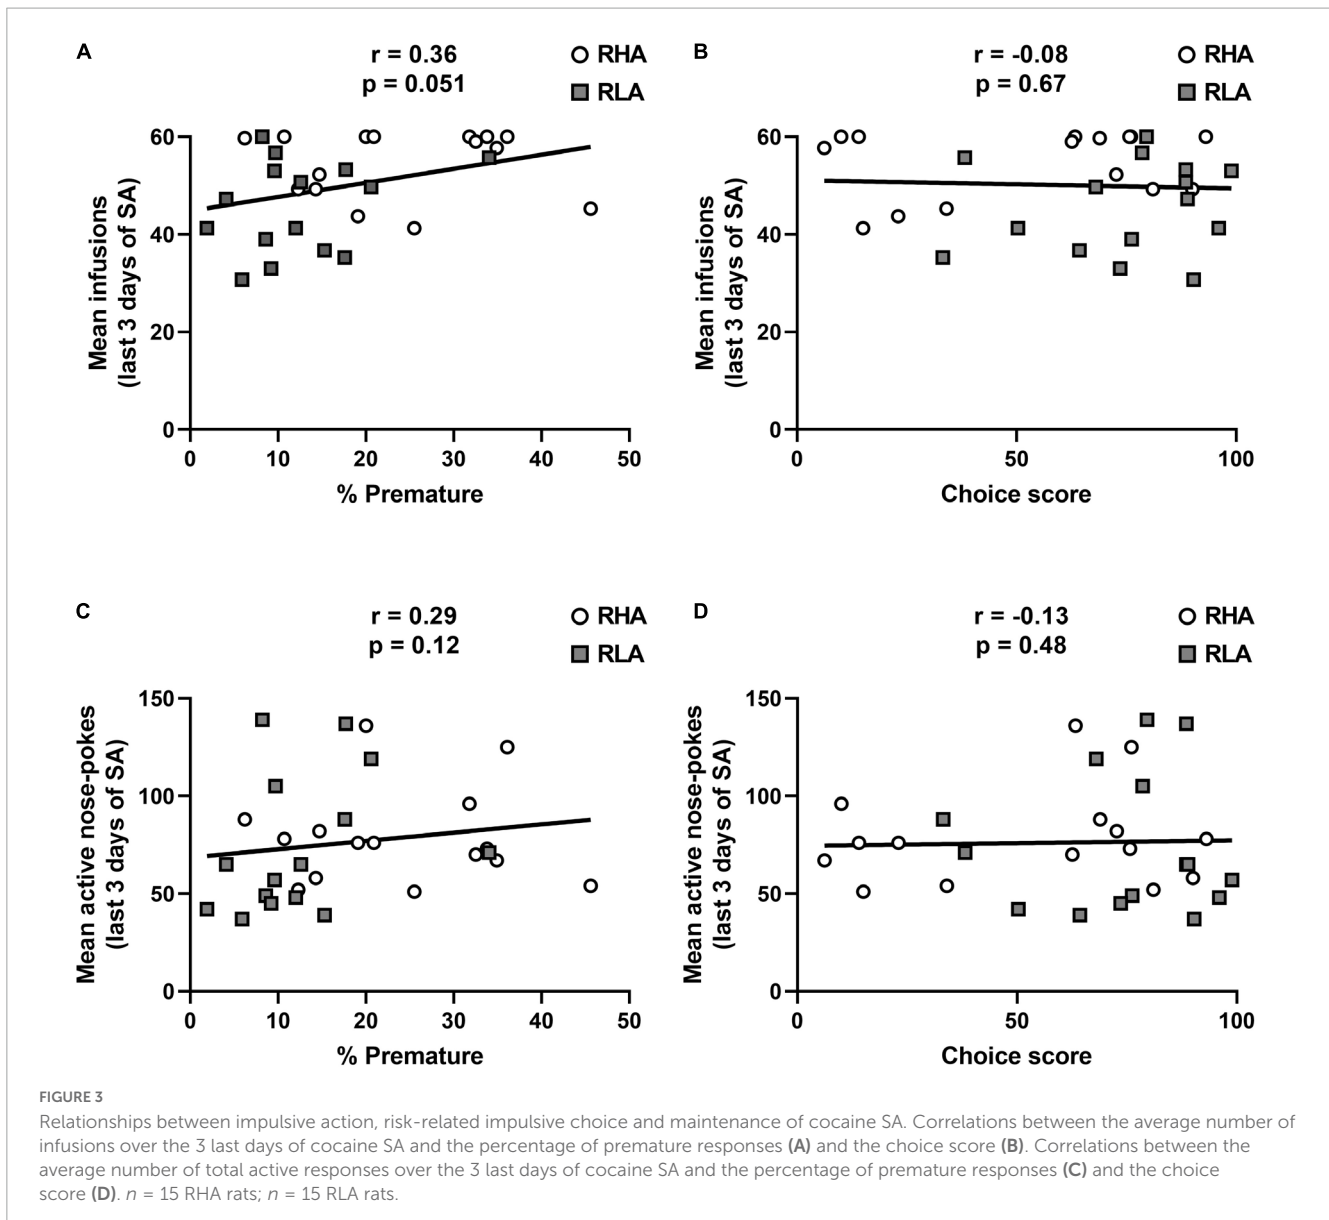 A
r = 0.36
p = 0.051
RHA
RLA
Mean infusions
(last 3 days of SA)
60
40
20
0
0 10 20 30 40 50
% Premature
B
r = -0.08
p = 0.67
RHA
RLA
Mean infusions
(last 3 days of SA)
60
40
20
0
0 50 100
Choice score
C
r = 0.29
p = 0.12
RHA
RLA
Mean active nose-pokes
(last 3 days of SA)
150
100
50
0
0 10 20 30 40 50
% Premature
D
r = -0.13
p = 0.48
RHA
RLA
Mean active nose-pokes
(last 3 days of SA)
150
100
50
0
0 50 100
Choice score
FIGURE 3
Relationships between impulsive action, risk-related impulsive choice and maintenance of cocaine SA. Correlations between the average number of
infusions over the 3 last days of cocaine SA and the percentage of premature responses (A) and the choice score (B). Correlations between the
average number of total active responses over the 3 last days of cocaine SA and the percentage of premature responses (C) and the choice
score (D). n = 15 RHA rats; n = 15 RLA rats.